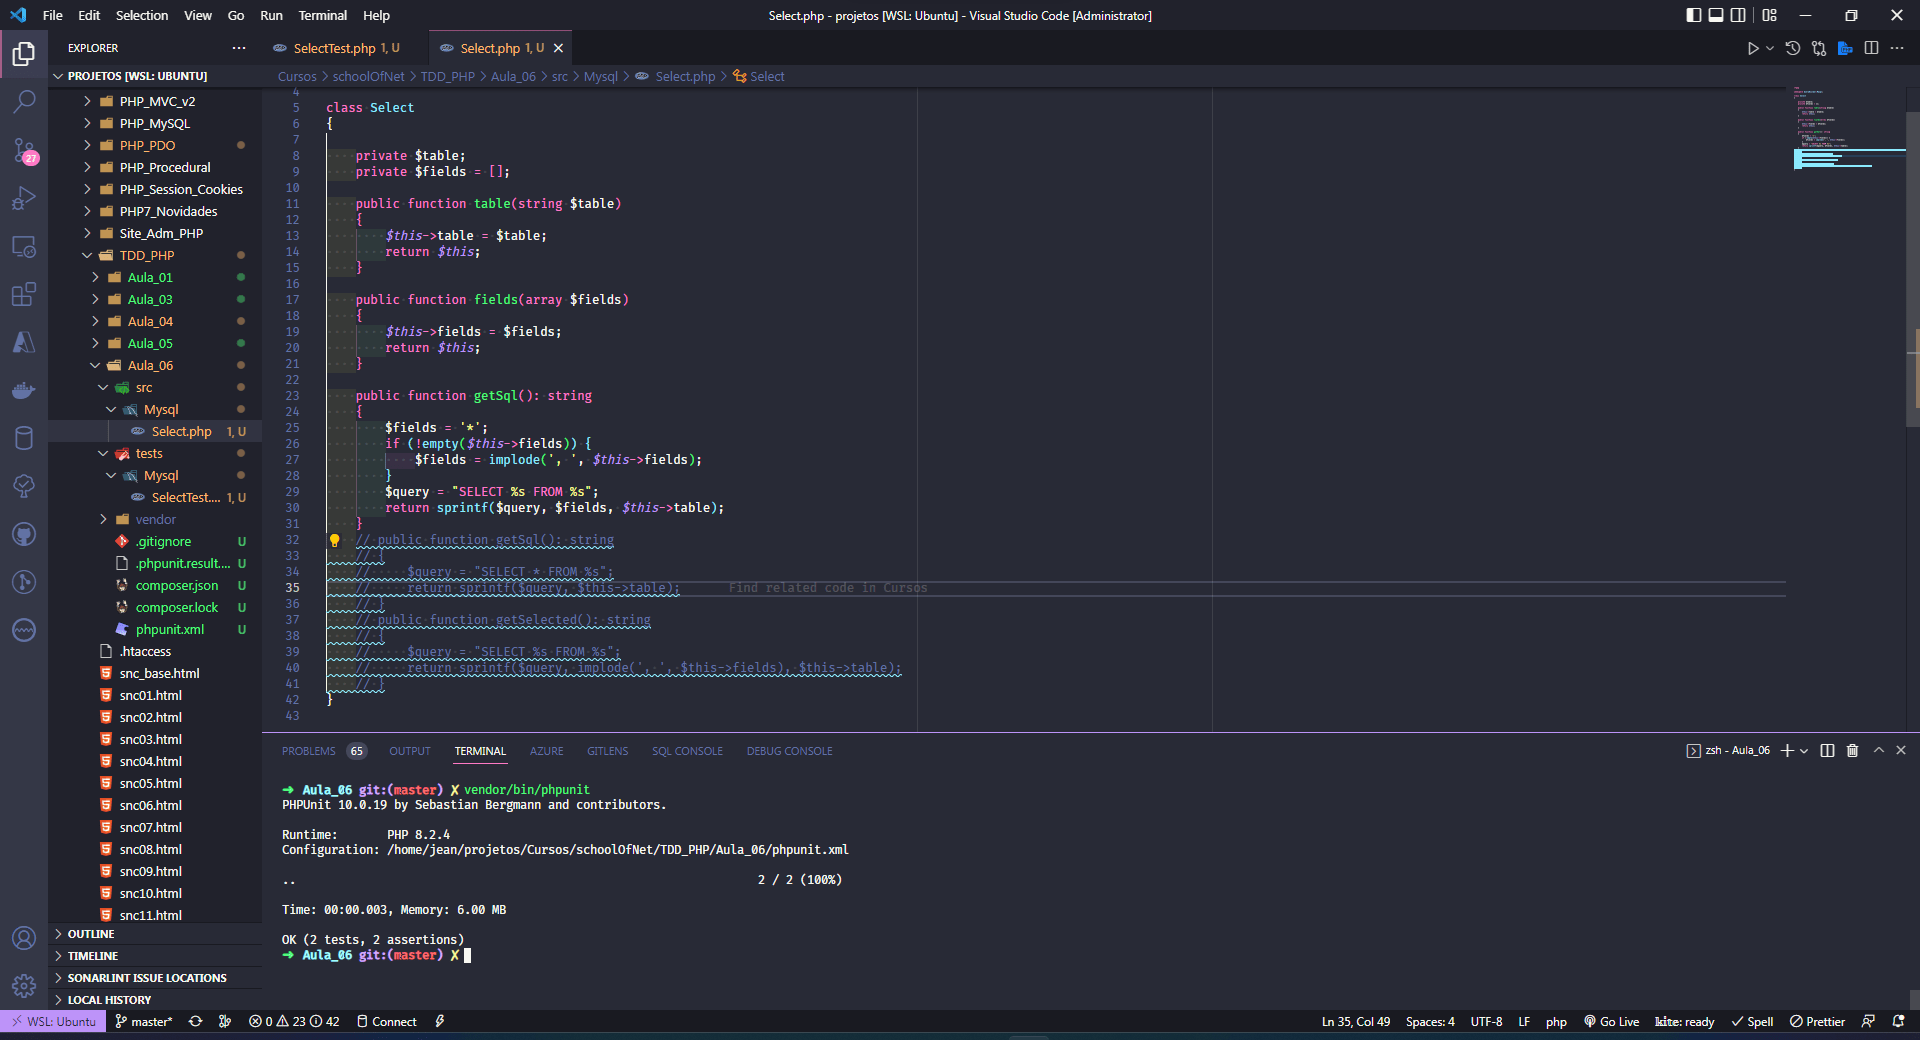 File Edit Selection View Go Run Terminal Help
Select.php - projetos [WSL: Ubuntu] - Visual Studio Code [Administrator]
EXPLORER ···
SelectTest.php 1, U
Select.php 1, U
PROJETOS [WSL: UBUNTU]
Cursos > schoolOfNet > TDD_PHP > Aula_06 > src > Mysql > Select.php > Select
PHP_MVC_v2
PHP_MySQL
PHP_PDO
PHP_Procedural
PHP_Session_Cookies
PHP7_Novidades
Site_Adm_PHP
TDD_PHP
Aula_01
Aula_03
Aula_04
Aula_05
Aula_06
src
Mysql
Select.php 1, U
tests
Mysql
SelectTest.... 1, U
vendor
.gitignore U
.phpunit.result.... U
composer.json U
composer.lock U
phpunit.xml U
.htaccess
snc_base.html
snc01.html
snc02.html
snc03.html
snc04.html
snc05.html
snc06.html
snc07.html
snc08.html
snc09.html
snc10.html
snc11.html
OUTLINE
TIMELINE
SONARLINT ISSUE LOCATIONS
LOCAL HISTORY
27
4
5 class Select
6 {
7
8 private $table;
9 private $fields = [];
10
11 public function table(string $table)
12 {
13 $this->table = $table;
14 return $this;
15 }
16
17 public function fields(array $fields)
18 {
19 $this->fields = $fields;
20 return $this;
21 }
22
23 public function getSql(): string
24 {
25 $fields = '*';
26 if (!empty($this->fields)) {
27 $fields = implode(', ', $this->fields);
28 }
29 $query = "SELECT %s FROM %s";
30 return sprintf($query, $fields, $this->table);
31 }
32 // public function getSql(): string
33 // {
34 //     $query = "SELECT * FROM %s";
35 //     return sprintf($query, $this->table); Find related code in Cursos
36 // }
37 // public function getSelected(): string
38 // {
39 //     $query = "SELECT %s FROM %s";
40 //     return sprintf($query, implode(', ', $this->fields), $this->table);
41 // }
42 }
43
PROBLEMS 65 OUTPUT TERMINAL AZURE GITLENS SQL CONSOLE DEBUG CONSOLE
zsh - Aula_06
➜ Aula_06 git:(master) ✗ vendor/bin/phpunit
PHPUnit 10.0.19 by Sebastian Bergmann and contributors.
Runtime: PHP 8.2.4
Configuration: /home/jean/projetos/Cursos/schoolOfNet/TDD_PHP/Aula_06/phpunit.xml
.. 2 / 2 (100%)
Time: 00:00.003, Memory: 6.00 MB
OK (2 tests, 2 assertions)
➜ Aula_06 git:(master) ✗
WSL: Ubuntu master* 0 23 42 Connect
Ln 35, Col 49 Spaces: 4 UTF-8 LF php Go Live kite: ready Spell Prettier